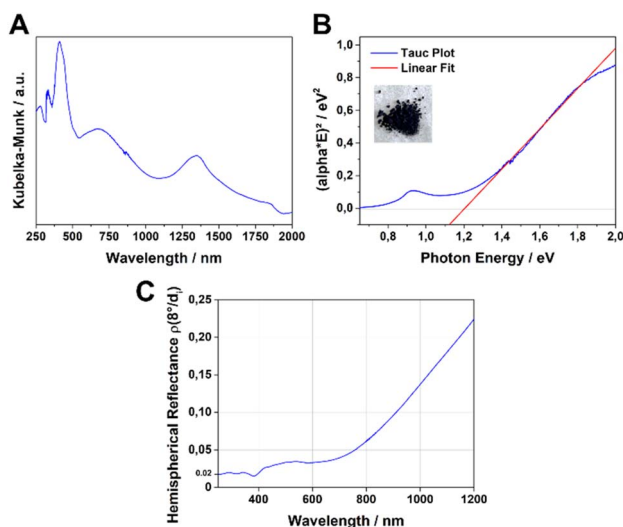 A
Kubelka-Munk / a.u.
250 500 750 1000 1250 1500 1750 2000
Wavelength / nm
B
(alpha*E)² / eV²
1,0
0,8
0,6
0,4
0,2
0,0
Tauc Plot
Linear Fit
0,8 1,0 1,2 1,4 1,6 1,8 2,0
Photon Energy / eV
C
Hemispherical Reflectance ρ(8°/di)
0,25
0,20
0,15
0,10
0,05
0.02
0
400 600 800 1000 1200
Wavelength / nm